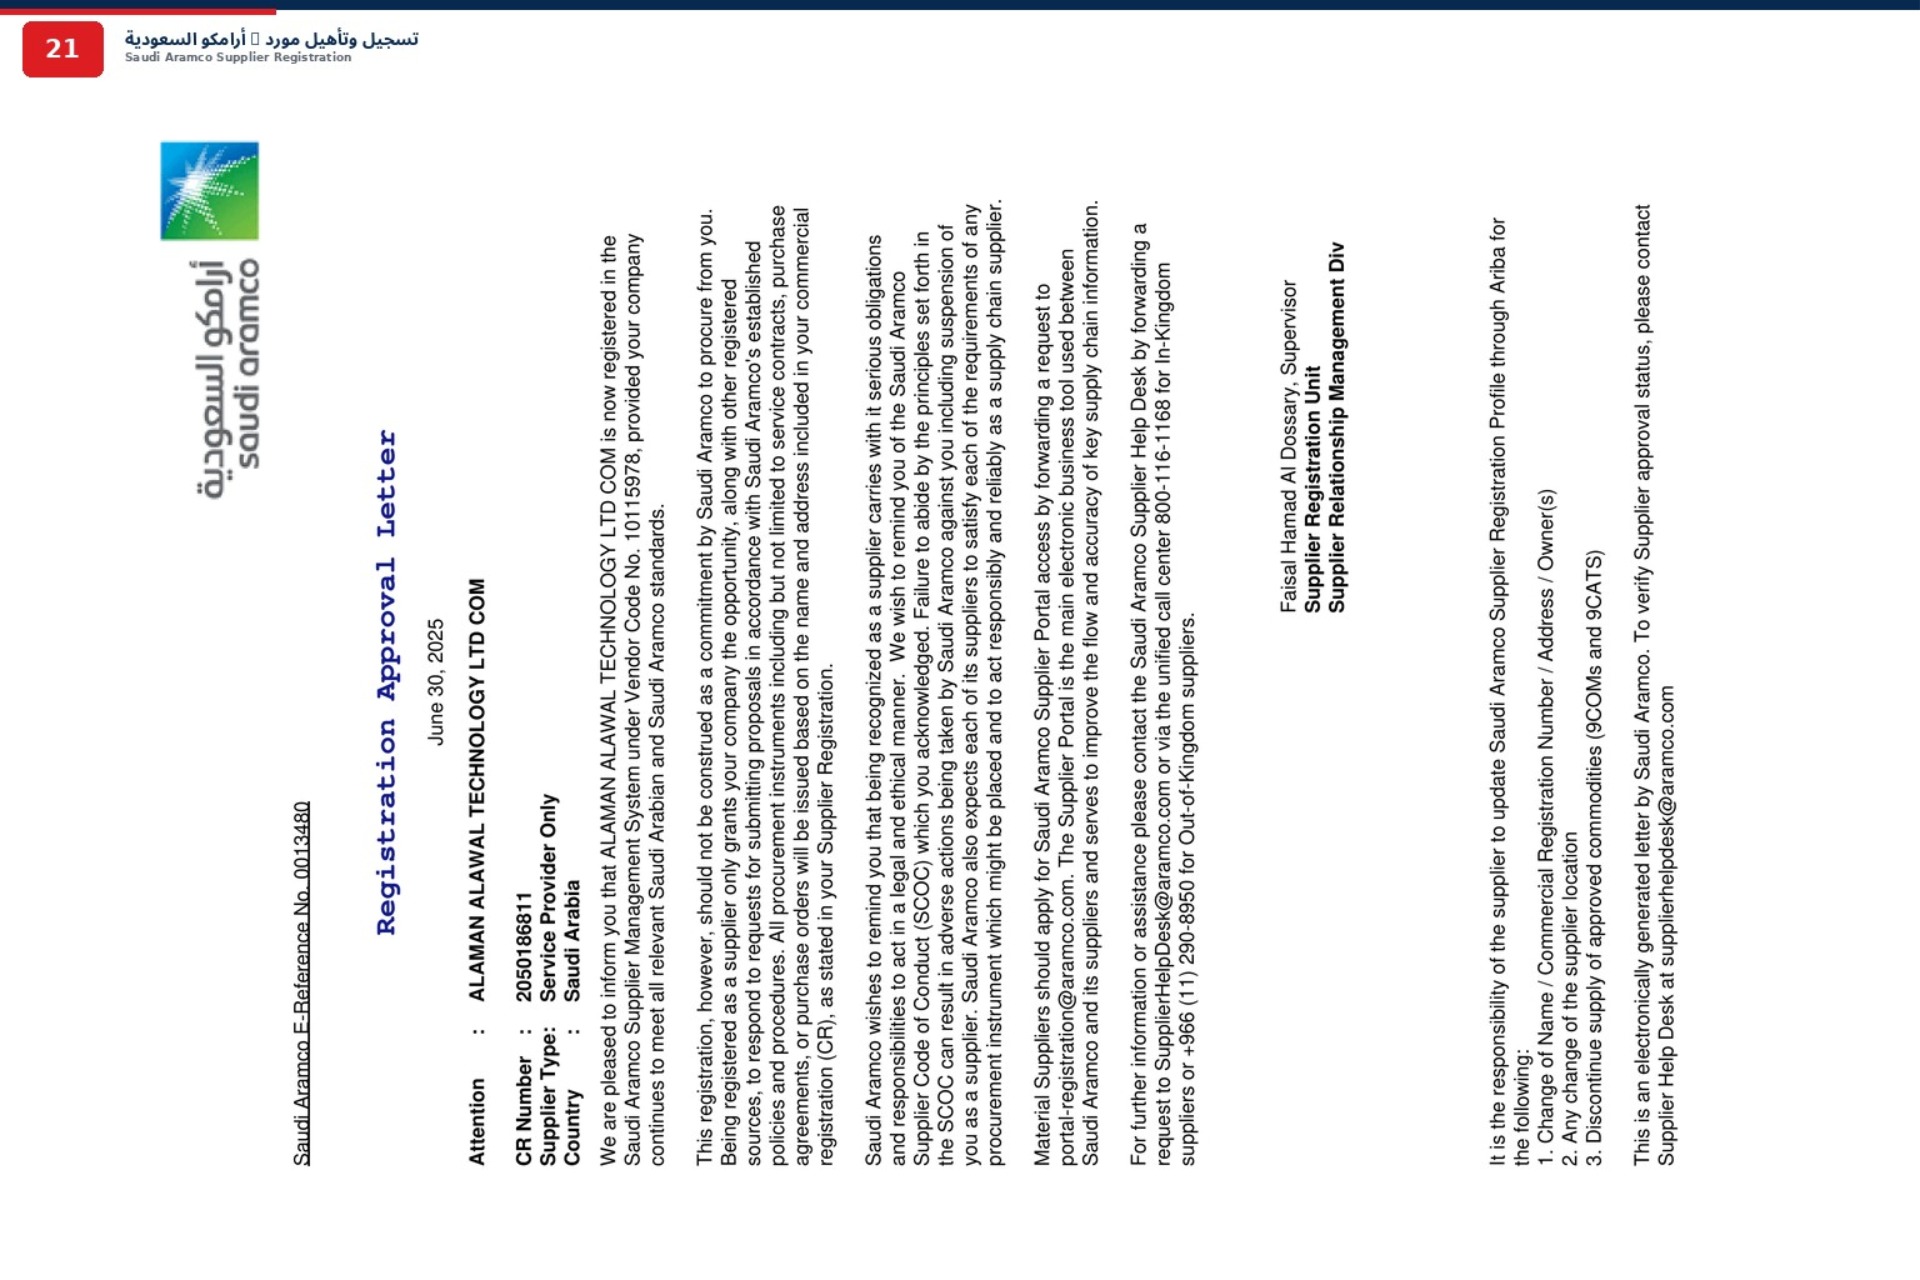 21
تسجيل وتأهيل مورد ▯ أرامكو السعودية
Saudi Aramco Supplier Registration
أرامكو السعودية
saudi aramco
Saudi Aramco E-Reference No. 0013480
Registration Approval Letter
June 30, 2025
Attention : ALAMAN ALAWAL TECHNOLOGY LTD COM
CR Number : 2050186811
Supplier Type: Service Provider Only
Country : Saudi Arabia
We are pleased to inform you that ALAMAN ALAWAL TECHNOLOGY LTD COM is now registered in the
Saudi Aramco Supplier Management System under Vendor Code No. 10115978, provided your company
continues to meet all relevant Saudi Arabian and Saudi Aramco standards.
This registration, however, should not be construed as a commitment by Saudi Aramco to procure from you.
Being registered as a supplier only grants your company the opportunity, along with other registered
sources, to respond to requests for submitting proposals in accordance with Saudi Aramco's established
policies and procedures. All procurement instruments including but not limited to service contracts, purchase
agreements, or purchase orders will be issued based on the name and address included in your commercial
registration (CR), as stated in your Supplier Registration.
Saudi Aramco wishes to remind you that being recognized as a supplier carries with it serious obligations
and responsibilities to act in a legal and ethical manner. We wish to remind you of the Saudi Aramco
Supplier Code of Conduct (SCOC) which you acknowledged. Failure to abide by the principles set forth in
the SCOC can result in adverse actions being taken by Saudi Aramco against you including suspension of
you as a supplier. Saudi Aramco also expects each of its suppliers to satisfy each of the requirements of any
procurement instrument which might be placed and to act responsibly and reliably as a supply chain supplier.
Material Suppliers should apply for Saudi Aramco Supplier Portal access by forwarding a request to
portal-registration@aramco.com. The Supplier Portal is the main electronic business tool used between
Saudi Aramco and its suppliers and serves to improve the flow and accuracy of key supply chain information.
For further information or assistance please contact the Saudi Aramco Supplier Help Desk by forwarding a
request to SupplierHelpDesk@aramco.com or via the unified call center 800-116-1168 for In-Kingdom
suppliers or +966 (11) 290-8950 for Out-of-Kingdom suppliers.
Faisal Hamad Al Dossary, Supervisor
Supplier Registration Unit
Supplier Relationship Management Div
It is the responsibility of the supplier to update Saudi Aramco Supplier Registration Profile through Ariba for
the following:
1. Change of Name / Commercial Registration Number / Address / Owner(s)
2. Any change of the supplier location
3. Discontinue supply of approved commodities (9COMs and 9CATS)
This is an electronically generated letter by Saudi Aramco. To verify Supplier approval status, please contact
Supplier Help Desk at supplierhelpdesk@aramco.com